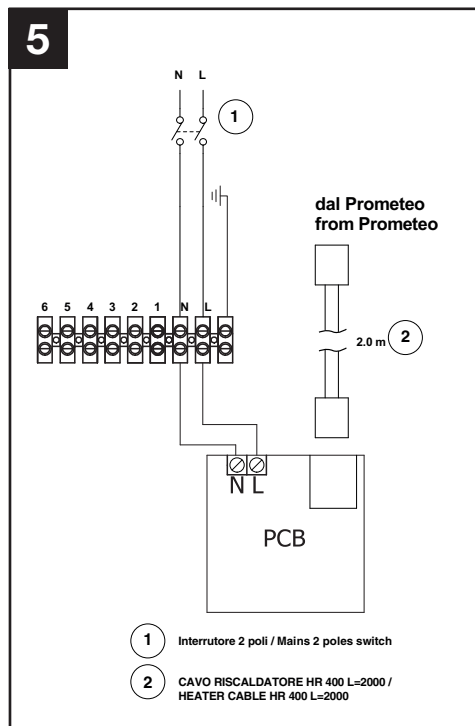 5
N L
1
dal Prometeo
from Prometeo
6 5 4 3 2 1 N L
2.0 m 2
N L
PCB
1 Interrutore 2 poli / Mains 2 poles switch
2 CAVO RISCALDATORE HR 400 L=2000 /
HEATER CABLE HR 400 L=2000